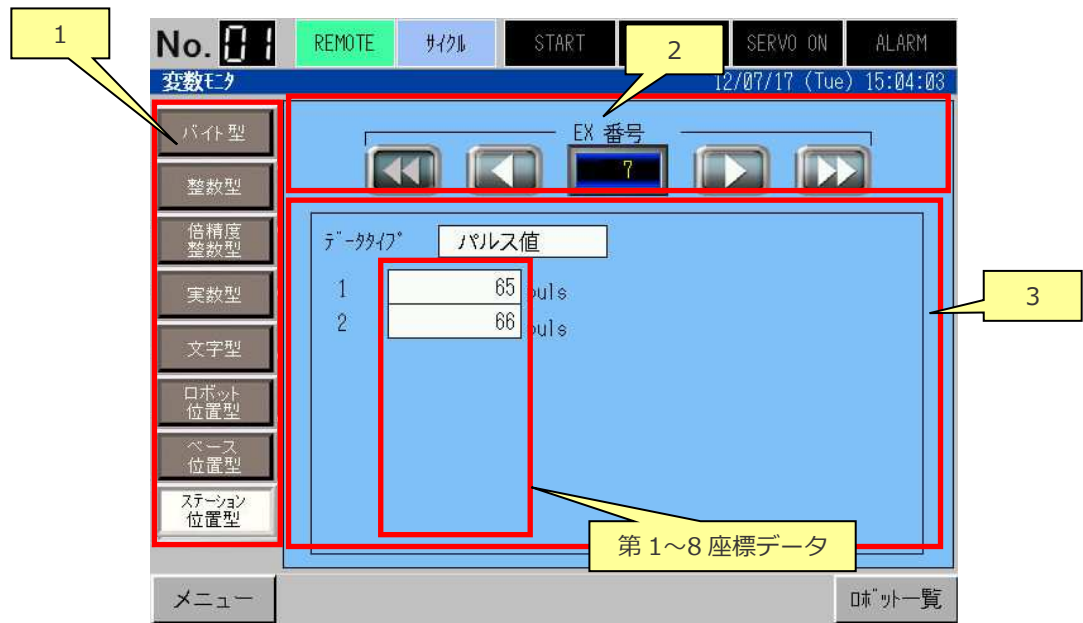 1
No. 01
REMOTE
ｻｲｸﾙ
START
2
SERVO ON
ALARM
変数ﾓﾆﾀ
12/07/17 (Tue) 15:04:03
バイト型
整数型
倍精度
整数型
実数型
文字型
ロボット
位置型
ベース
位置型
ステーション
位置型
EX 番号
7
ﾃﾞｰﾀﾀｲﾌﾟ
パルス値
1 65 puls
2 66 puls
3
第 1～8 座標データ
メニュー
ﾛﾎﾞｯﾄ一覧